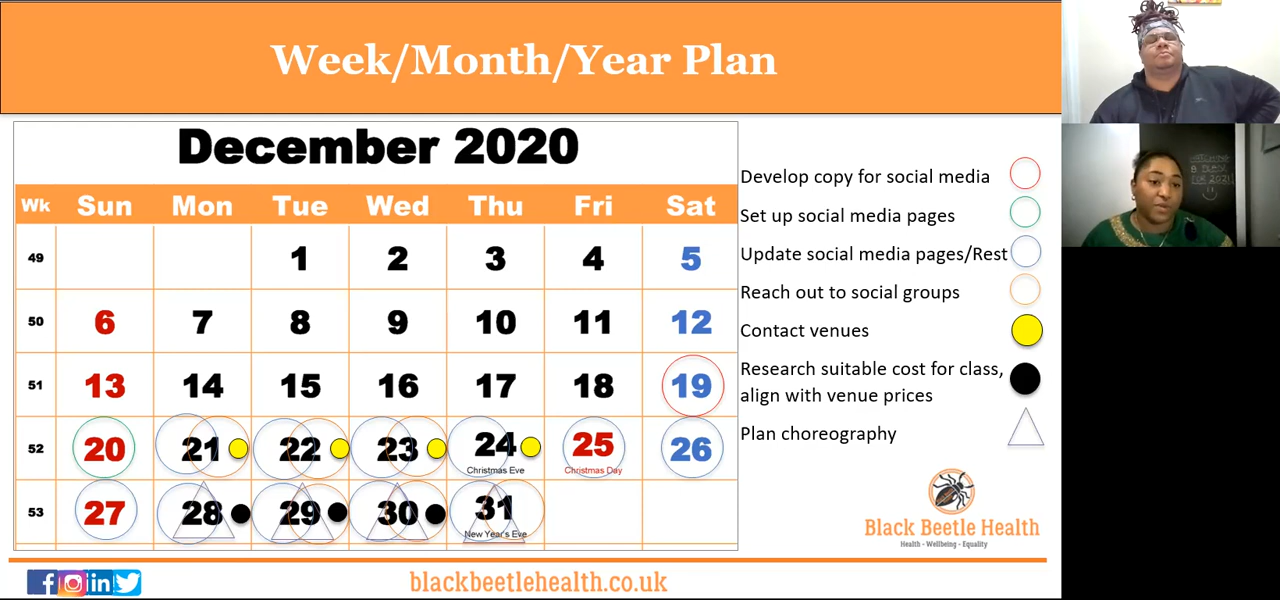 Week/Month/Year Plan
December 2020
Wk Sun Mon Tue Wed Thu Fri Sat
49 1 2 3 4 5
50 6 7 8 9 10 11 12
51 13 14 15 16 17 18 19
52 20 21 22 23 24 25 26
Christmas Eve Christmas Day
53 27 28 29 30 31
New Year's Eve
Develop copy for social media
Set up social media pages
Update social media pages/Rest
Reach out to social groups
Contact venues
Research suitable cost for class,
align with venue prices
Plan choreography
Black Beetle Health
Health - Wellbeing - Equality
blackbeetlehealth.co.uk